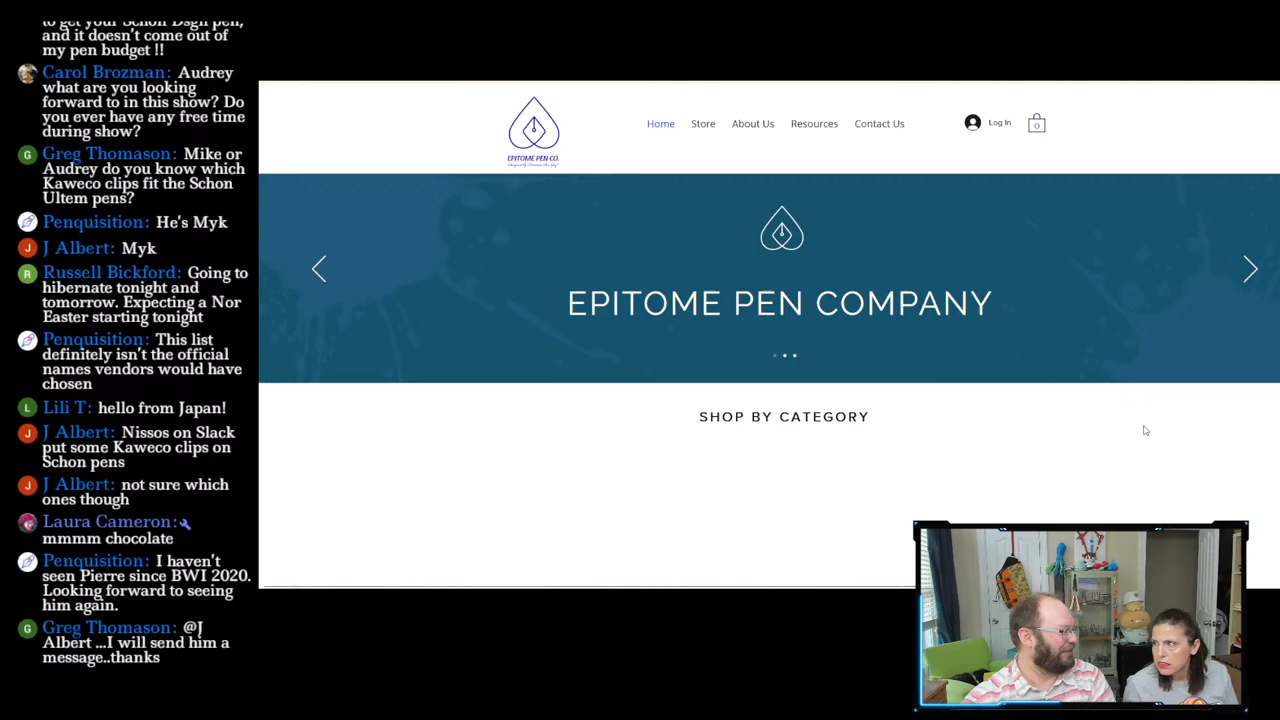 to get your Schon Dsgn pen,
and it doesn't come out of
my pen budget !!
Carol Brozman: Audrey
what are you looking
forward to in this show? Do
you ever have any free time
during show?
G Greg Thomason: Mike or
Audrey do you know which
Kaweco clips fit the Schon
Ultem pens?
Penquisition: He's Myk
J J Albert: Myk
R Russell Bickford: Going to
hibernate tonight and
tomorrow. Expecting a Nor
Easter starting tonight
Penquisition: This list
definitely isn't the official
names vendors would have
chosen
L Lili T: hello from Japan!
J J Albert: Nissos on Slack
put some Kaweco clips on
Schon pens
J J Albert: not sure which
ones though
Laura Cameron:
mmmm chocolate
Penquisition: I haven't
seen Pierre since BWI 2020.
Looking forward to seeing
him again.
G Greg Thomason: @J
Albert ...I will send him a
message..thanks
EPITOME PEN CO.
Home Store About Us Resources Contact Us
Log In
0
EPITOME PEN COMPANY
SHOP BY CATEGORY